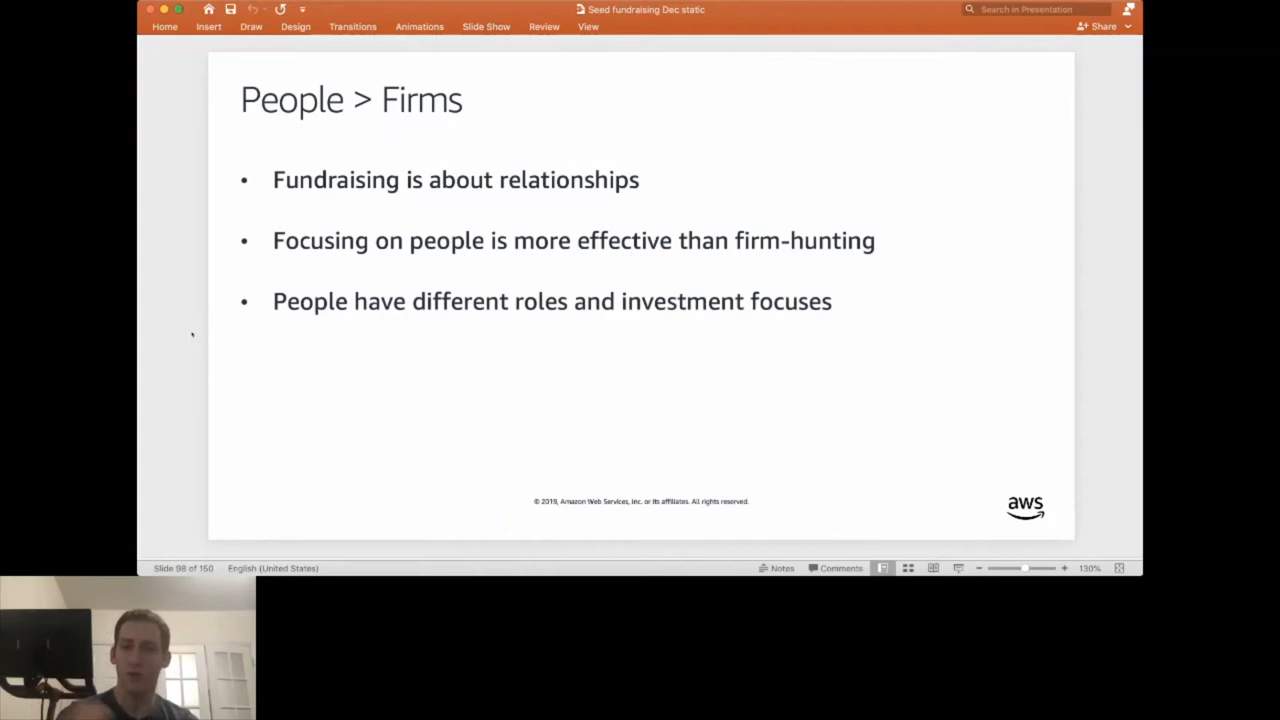 Seed fundraising Dec static
Search in Presentation
Home Insert Draw Design Transitions Animations Slide Show Review View
Share
People > Firms
• Fundraising is about relationships
• Focusing on people is more effective than firm-hunting
• People have different roles and investment focuses
© 2019, Amazon Web Services, Inc. or its affiliates. All rights reserved.
aws
Slide 98 of 150 English (United States) Notes Comments 130%